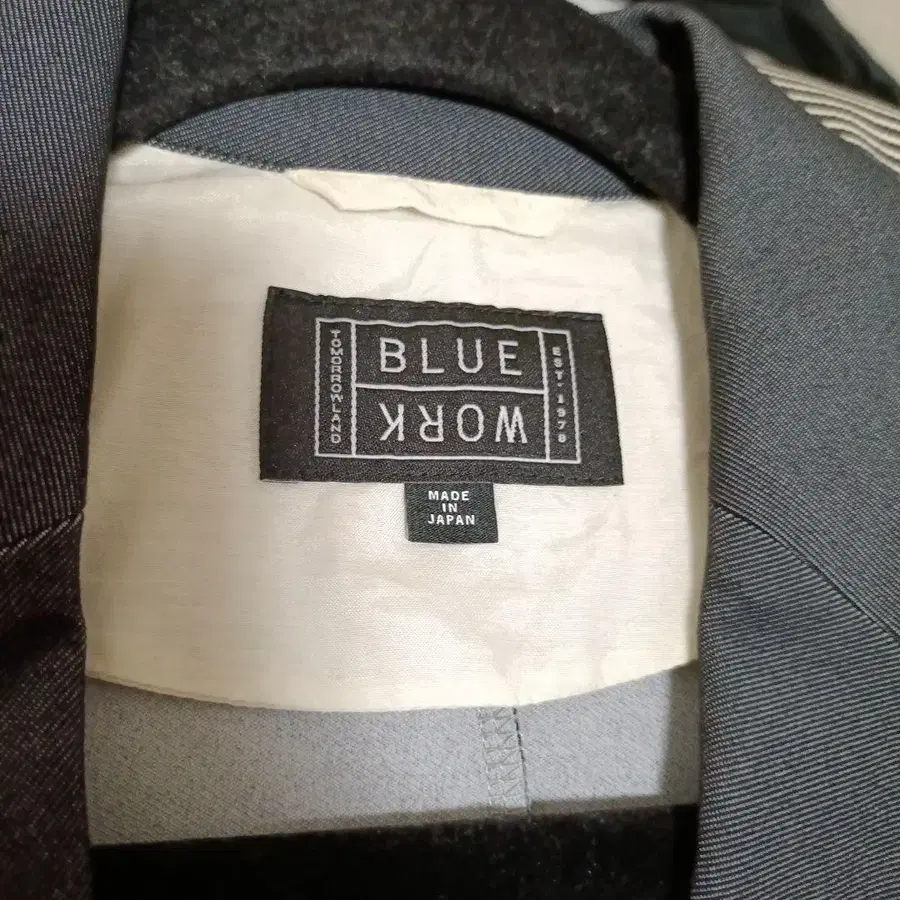 TOMORROWLAND
BLUE
WORK
EST·1978
MADE
IN
JAPAN